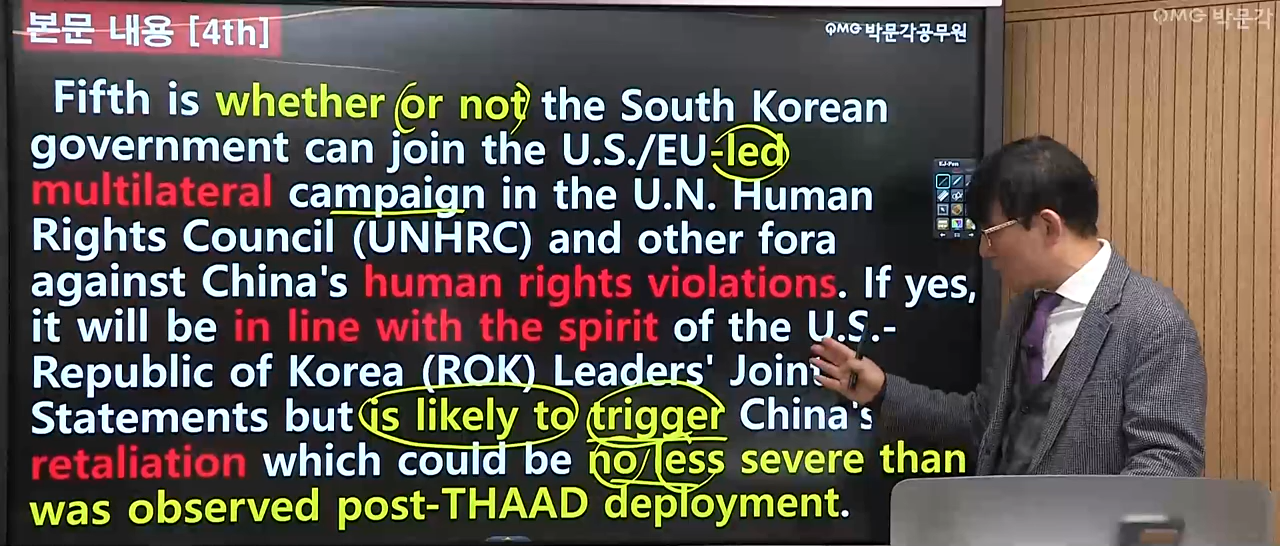 본문 내용 [4th]
QMG 박문각공무원
QMG 박문각
Fifth is whether or not the South Korean
government can join the U.S./EU-led
multilateral campaign in the U.N. Human
Rights Council (UNHRC) and other fora
against China's human rights violations. If yes,
it will be in line with the spirit of the U.S.-
Republic of Korea (ROK) Leaders' Joint
Statements but is likely to trigger China's
retaliation which could be no less severe than
was observed post-THAAD deployment.